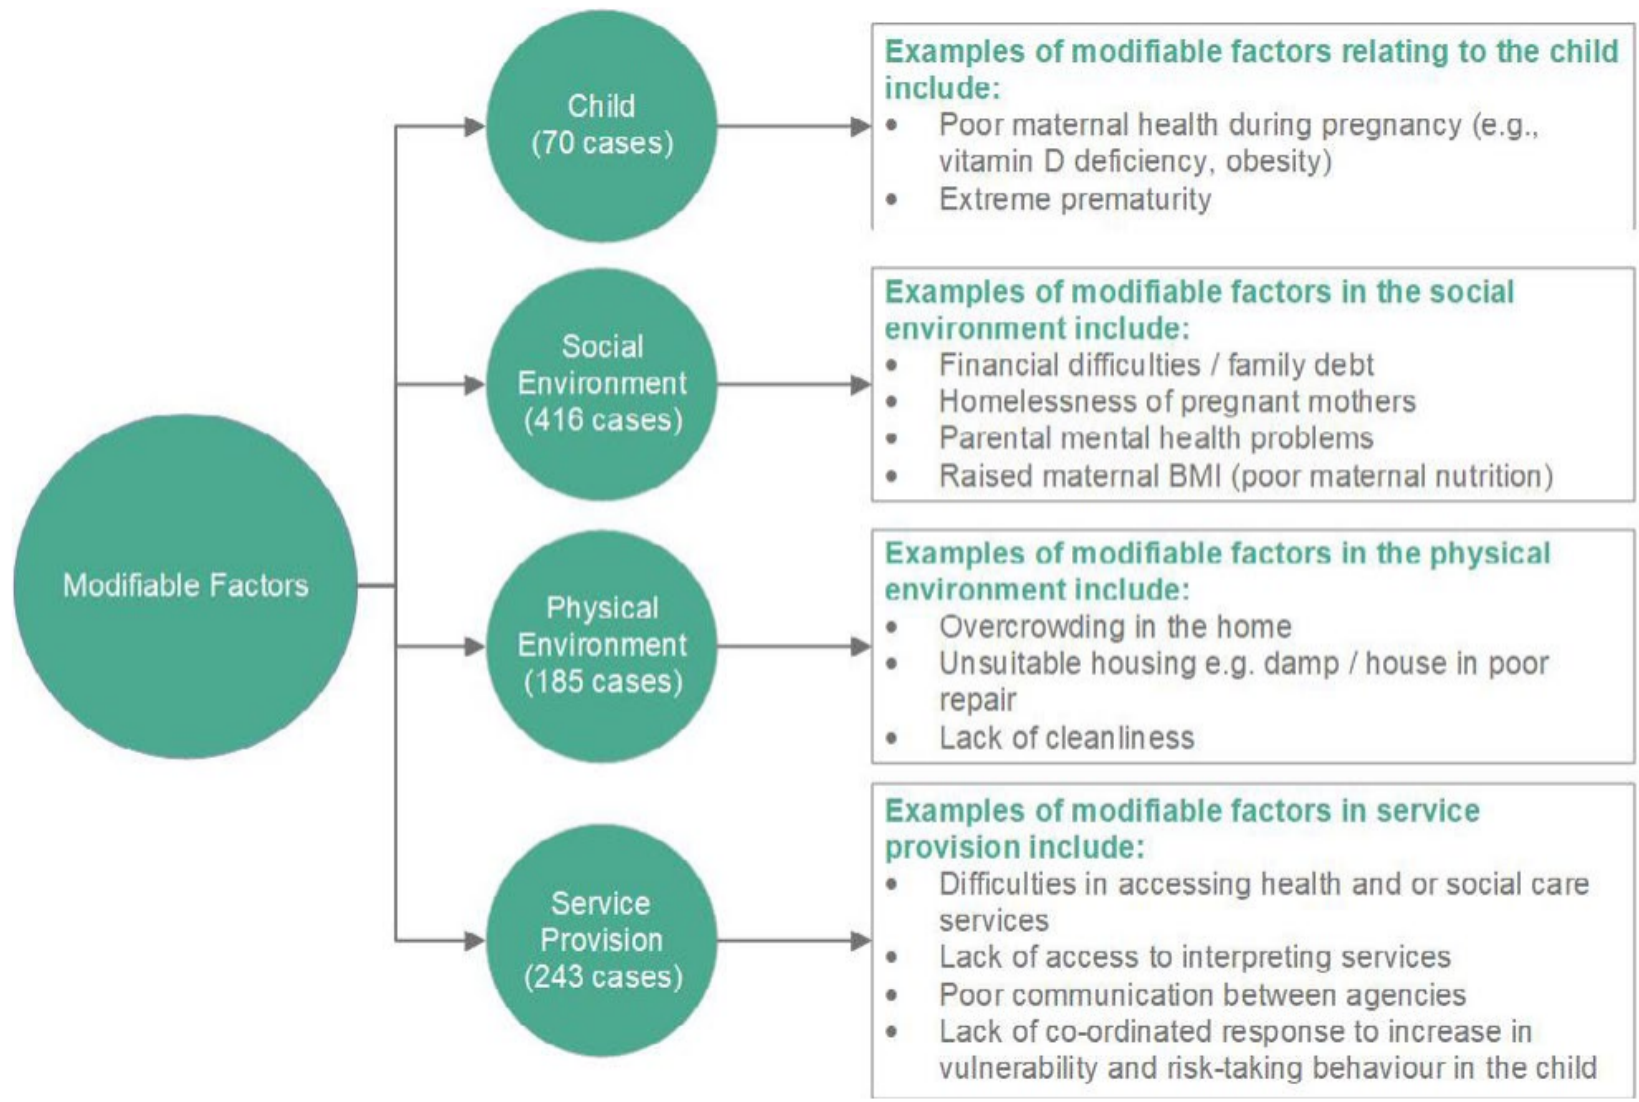 Modifiable Factors
Child
(70 cases)
Examples of modifiable factors relating to the child
include:
• Poor maternal health during pregnancy (e.g.,
vitamin D deficiency, obesity)
• Extreme prematurity
Social
Environment
(416 cases)
Examples of modifiable factors in the social
environment include:
• Financial difficulties / family debt
• Homelessness of pregnant mothers
• Parental mental health problems
• Raised maternal BMI (poor maternal nutrition)
Physical
Environment
(185 cases)
Examples of modifiable factors in the physical
environment include:
• Overcrowding in the home
• Unsuitable housing e.g. damp / house in poor
repair
• Lack of cleanliness
Service
Provision
(243 cases)
Examples of modifiable factors in service
provision include:
• Difficulties in accessing health and or social care
services
• Lack of access to interpreting services
• Poor communication between agencies
• Lack of co-ordinated response to increase in
vulnerability and risk-taking behaviour in the child